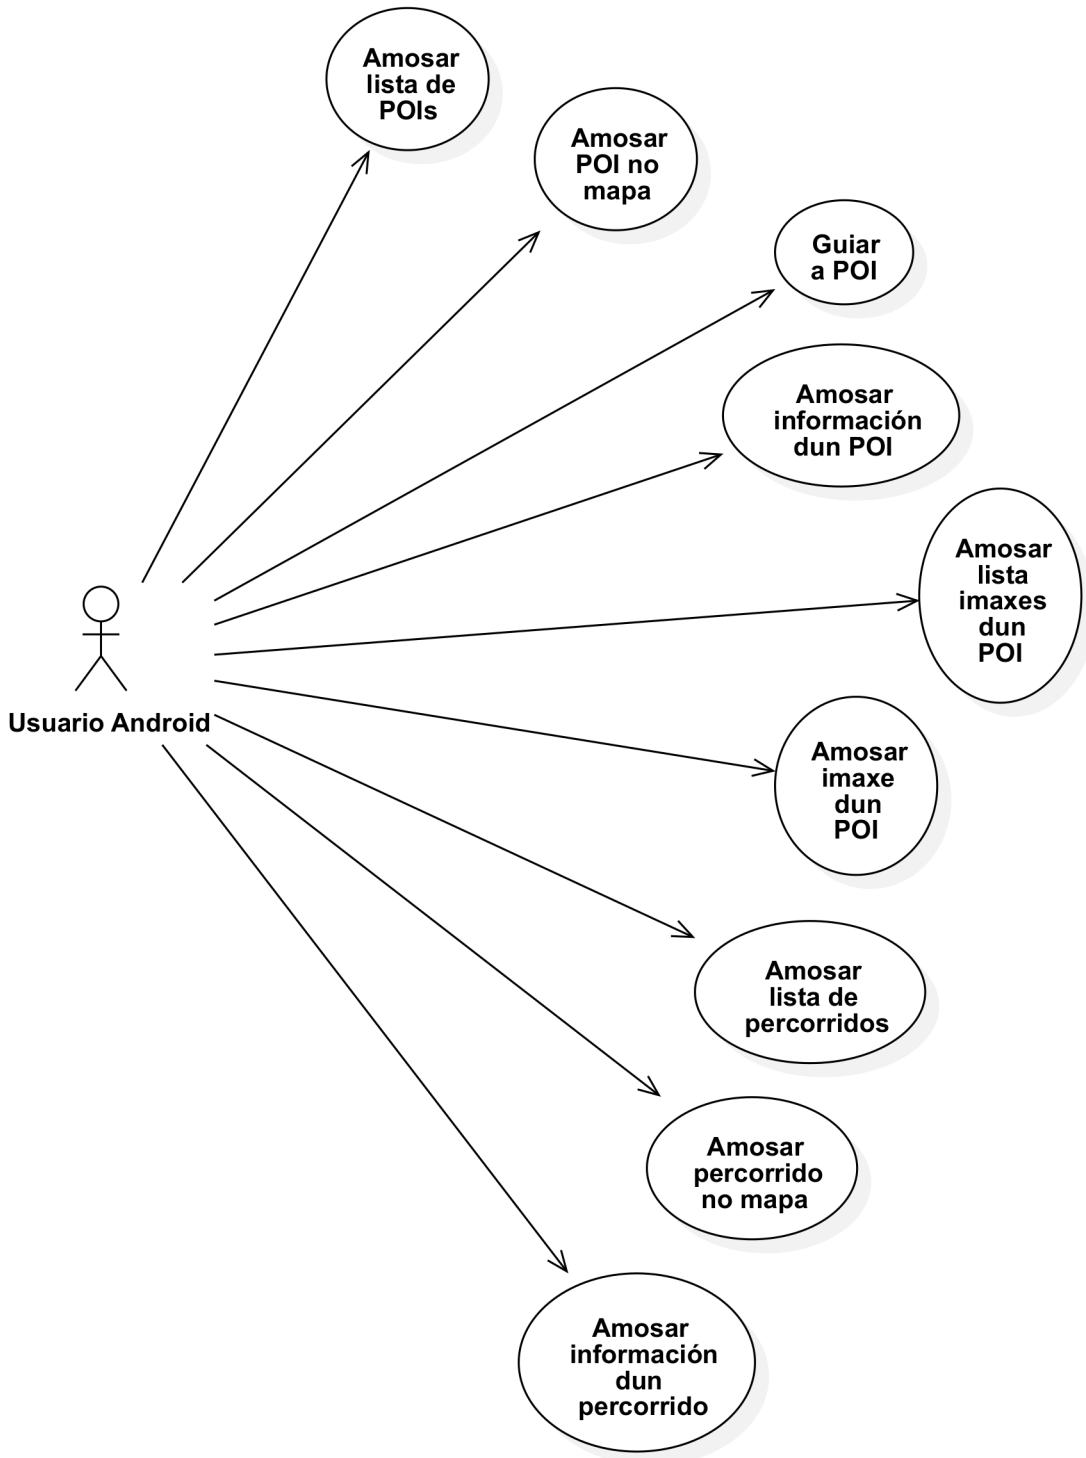 Amosar
lista de
POIs
Amosar
POI no
mapa
Guiar
a POI
Amosar
información
dun POI
Amosar
lista
imaxes
dun
POI
Usuario Android
Amosar
imaxe
dun
POI
Amosar
lista de
percorridos
Amosar
percorrido
no mapa
Amosar
información
dun
percorrido